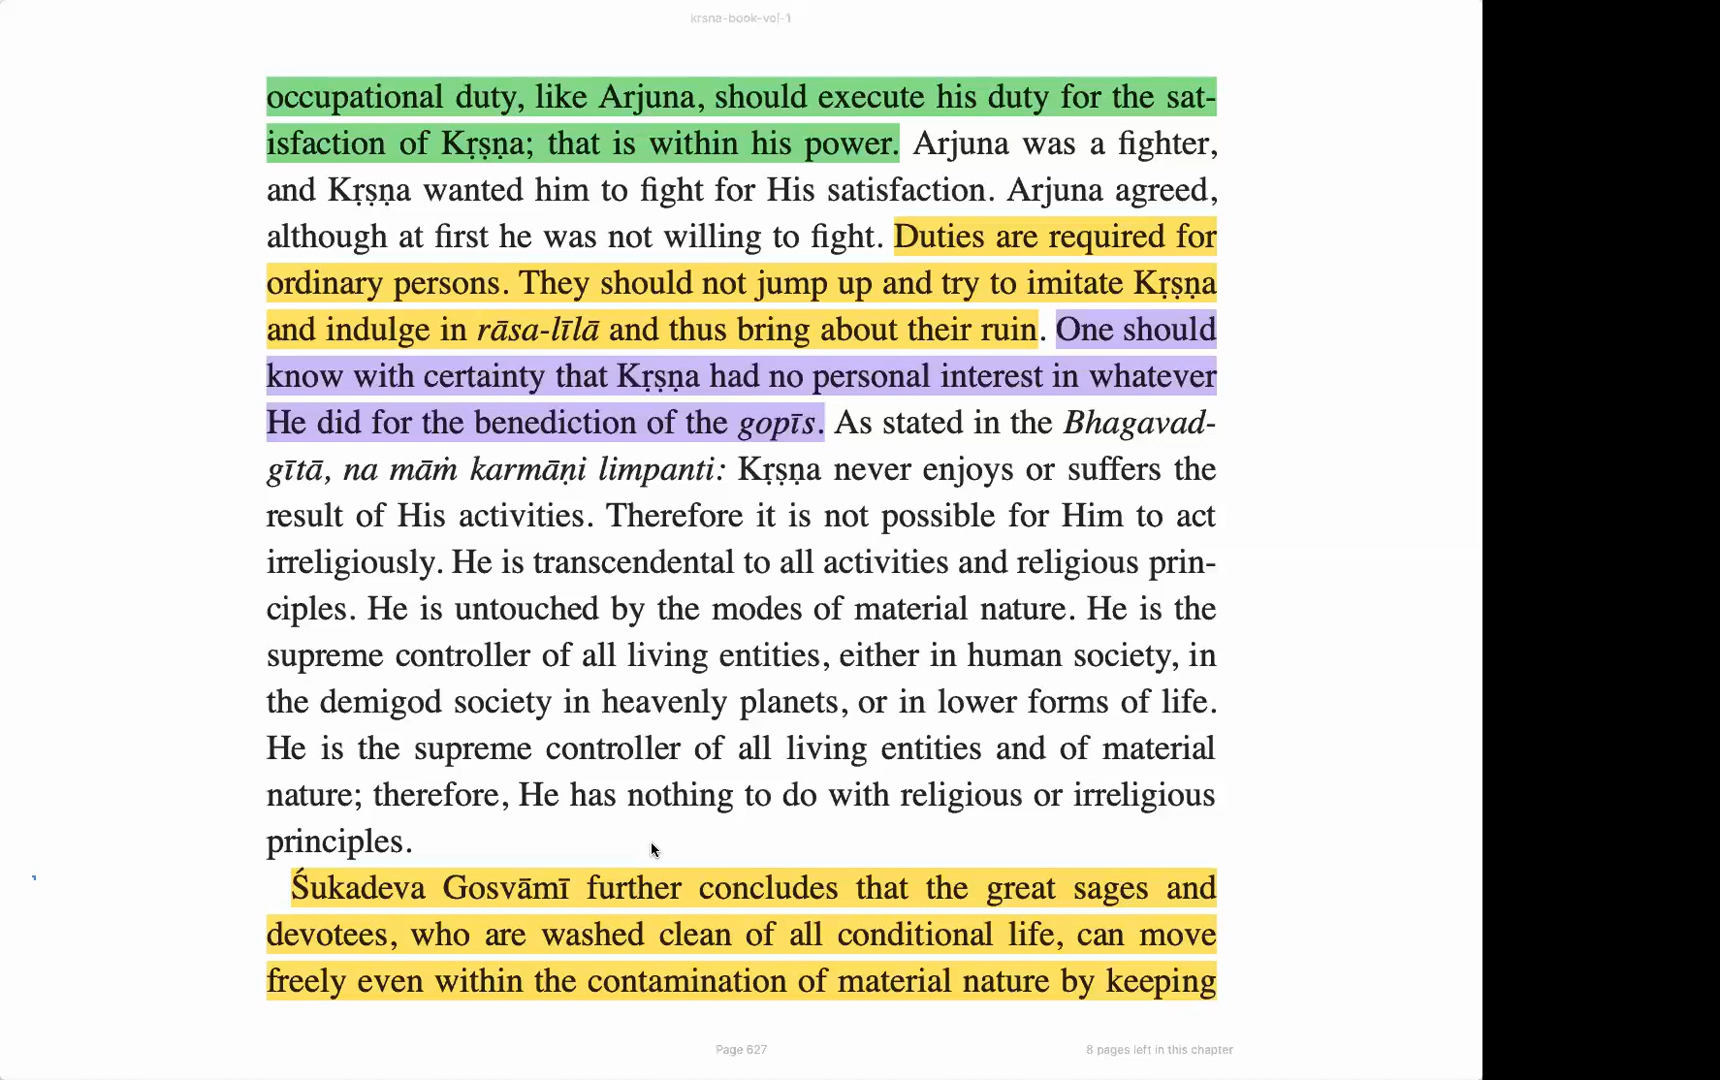 krsna-book-vol-1
occupational duty, like Arjuna, should execute his duty for the sat-
isfaction of Kṛṣṇa; that is within his power. Arjuna was a fighter,
and Kṛṣṇa wanted him to fight for His satisfaction. Arjuna agreed,
although at first he was not willing to fight. Duties are required for
ordinary persons. They should not jump up and try to imitate Kṛṣṇa
and indulge in rāsa-līlā and thus bring about their ruin. One should
know with certainty that Kṛṣṇa had no personal interest in whatever
He did for the benediction of the gopīs. As stated in the Bhagavad-
gītā, na māṁ karmāṇi limpanti: Kṛṣṇa never enjoys or suffers the
result of His activities. Therefore it is not possible for Him to act
irreligiously. He is transcendental to all activities and religious prin-
ciples. He is untouched by the modes of material nature. He is the
supreme controller of all living entities, either in human society, in
the demigod society in heavenly planets, or in lower forms of life.
He is the supreme controller of all living entities and of material
nature; therefore, He has nothing to do with religious or irreligious
principles.
Śukadeva Gosvāmī further concludes that the great sages and
devotees, who are washed clean of all conditional life, can move
freely even within the contamination of material nature by keeping
Page 627
8 pages left in this chapter